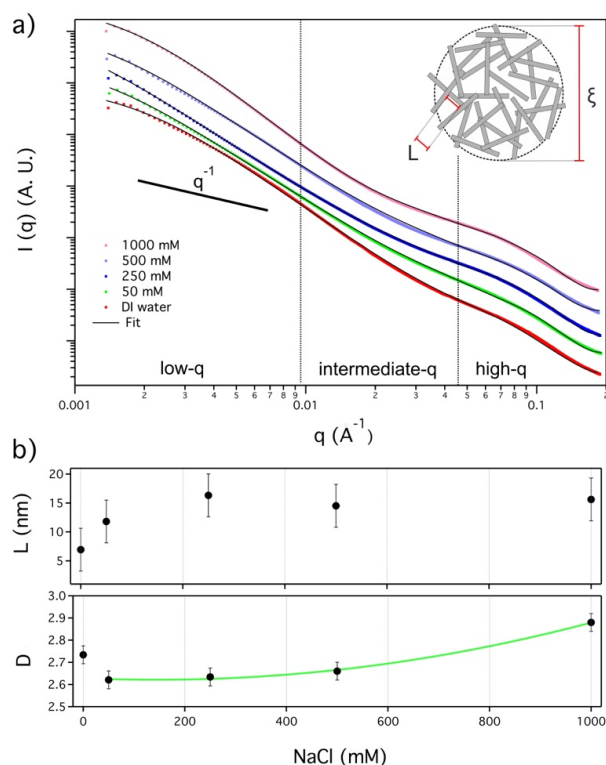 a)
I (q) (A. U.)
q⁻¹
L
ξ
1000 mM
500 mM
250 mM
50 mM
DI water
Fit
low-q
intermediate-q
high-q
0.001
2
3
4
5
6
7
8
9
0.01
2
3
4
5
6
7
8
9
0.1
2
q (A⁻¹)
b)
L (nm)
20
15
10
5
D
3.0
2.9
2.8
2.7
2.6
2.5
0
200
400
600
800
1000
NaCl (mM)